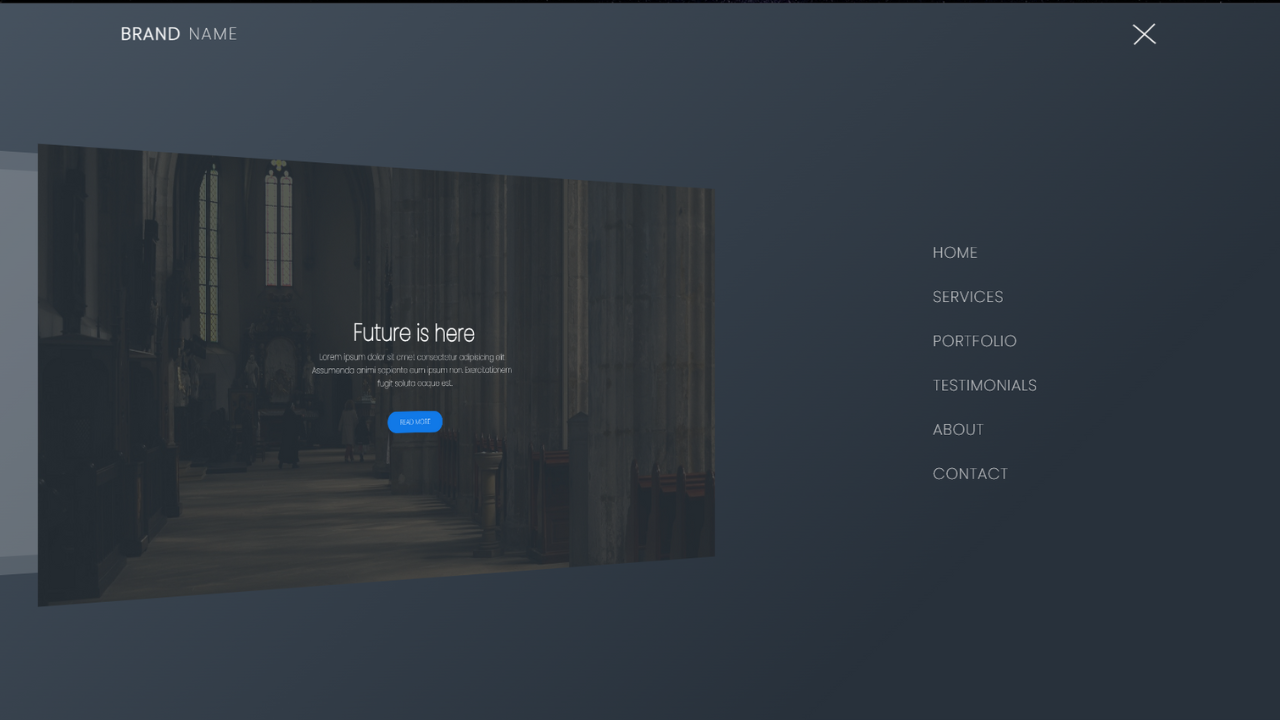 BRAND NAME
Future is here
Lorem ipsum dolor sit amet consectetur adipisicing elit.
Assumenda animi sapiente cum ipsum non. Exercitationem
fugit soluta eaque est.
READ MORE
HOME
SERVICES
PORTFOLIO
TESTIMONIALS
ABOUT
CONTACT